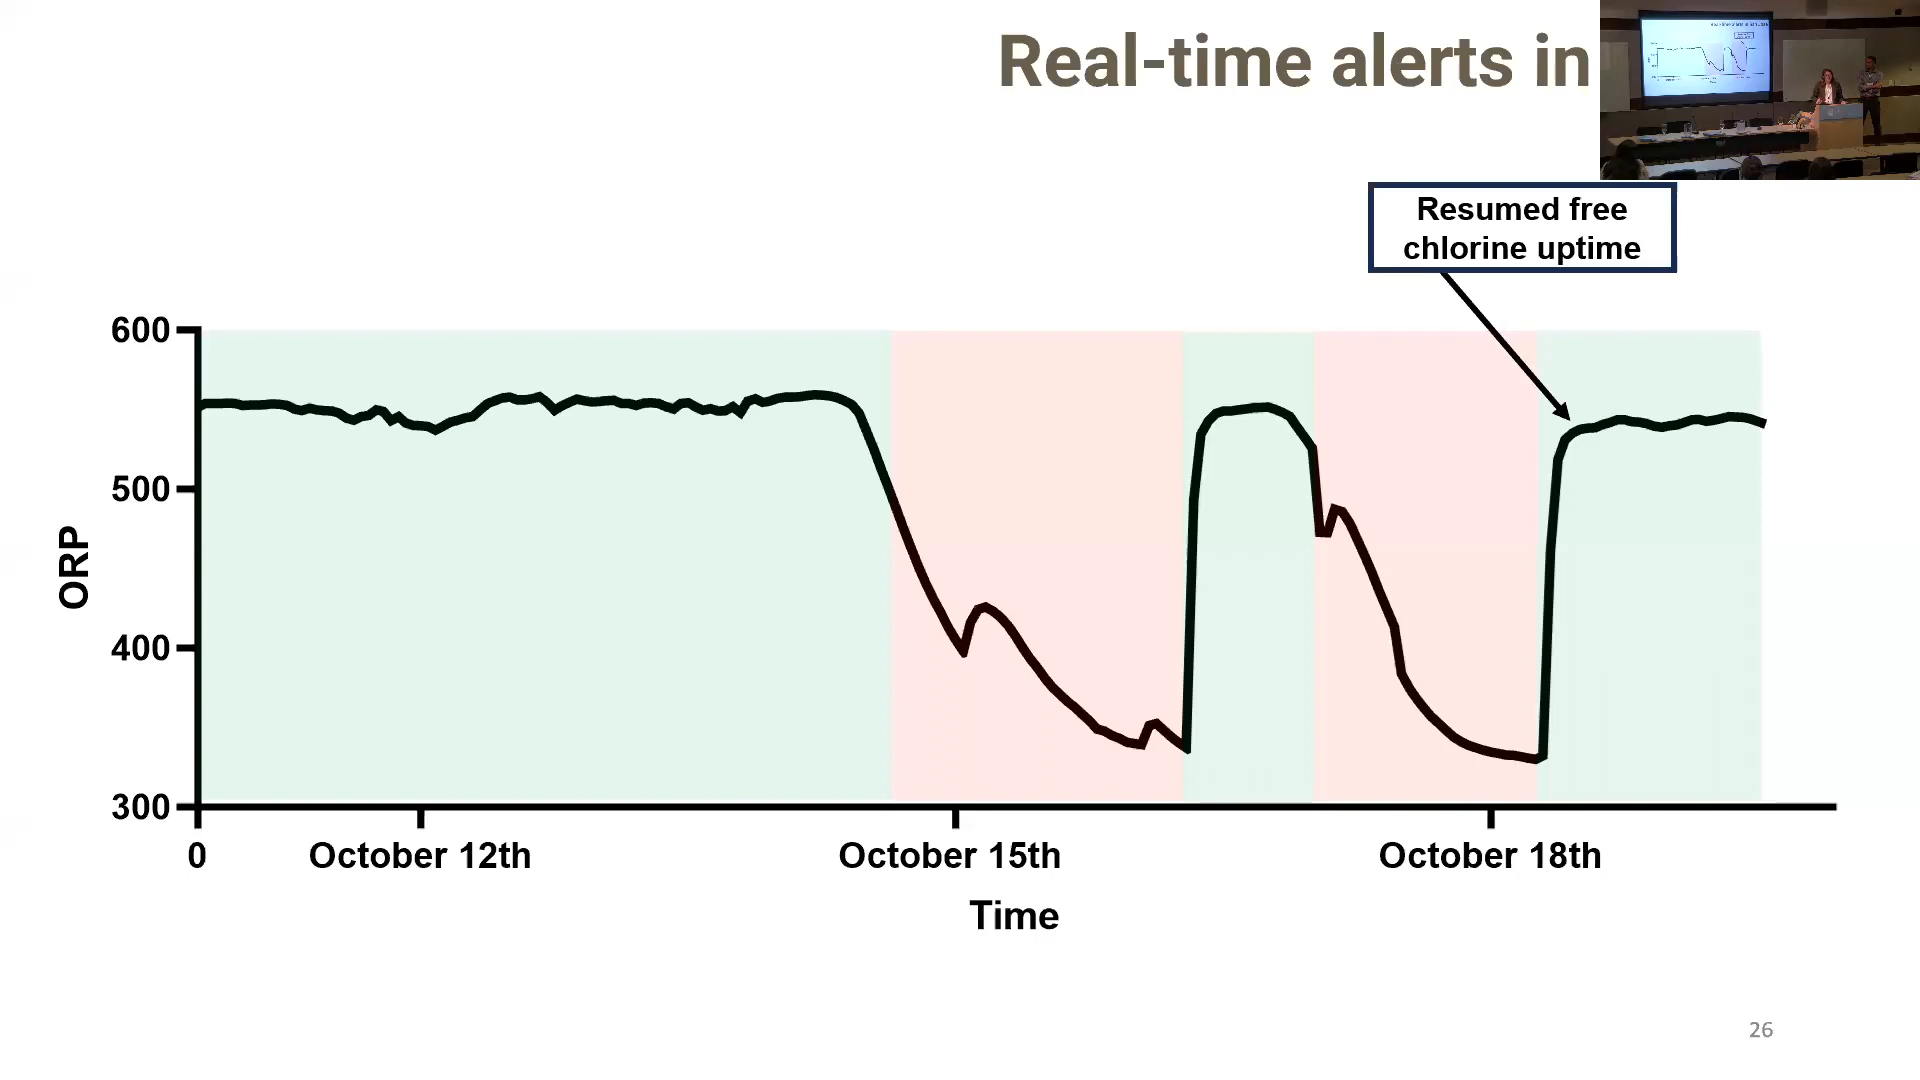 Real-time alerts in
Resumed free
chlorine uptime
600
500
400
300
ORP
0
October 12th
October 15th
October 18th
Time
26